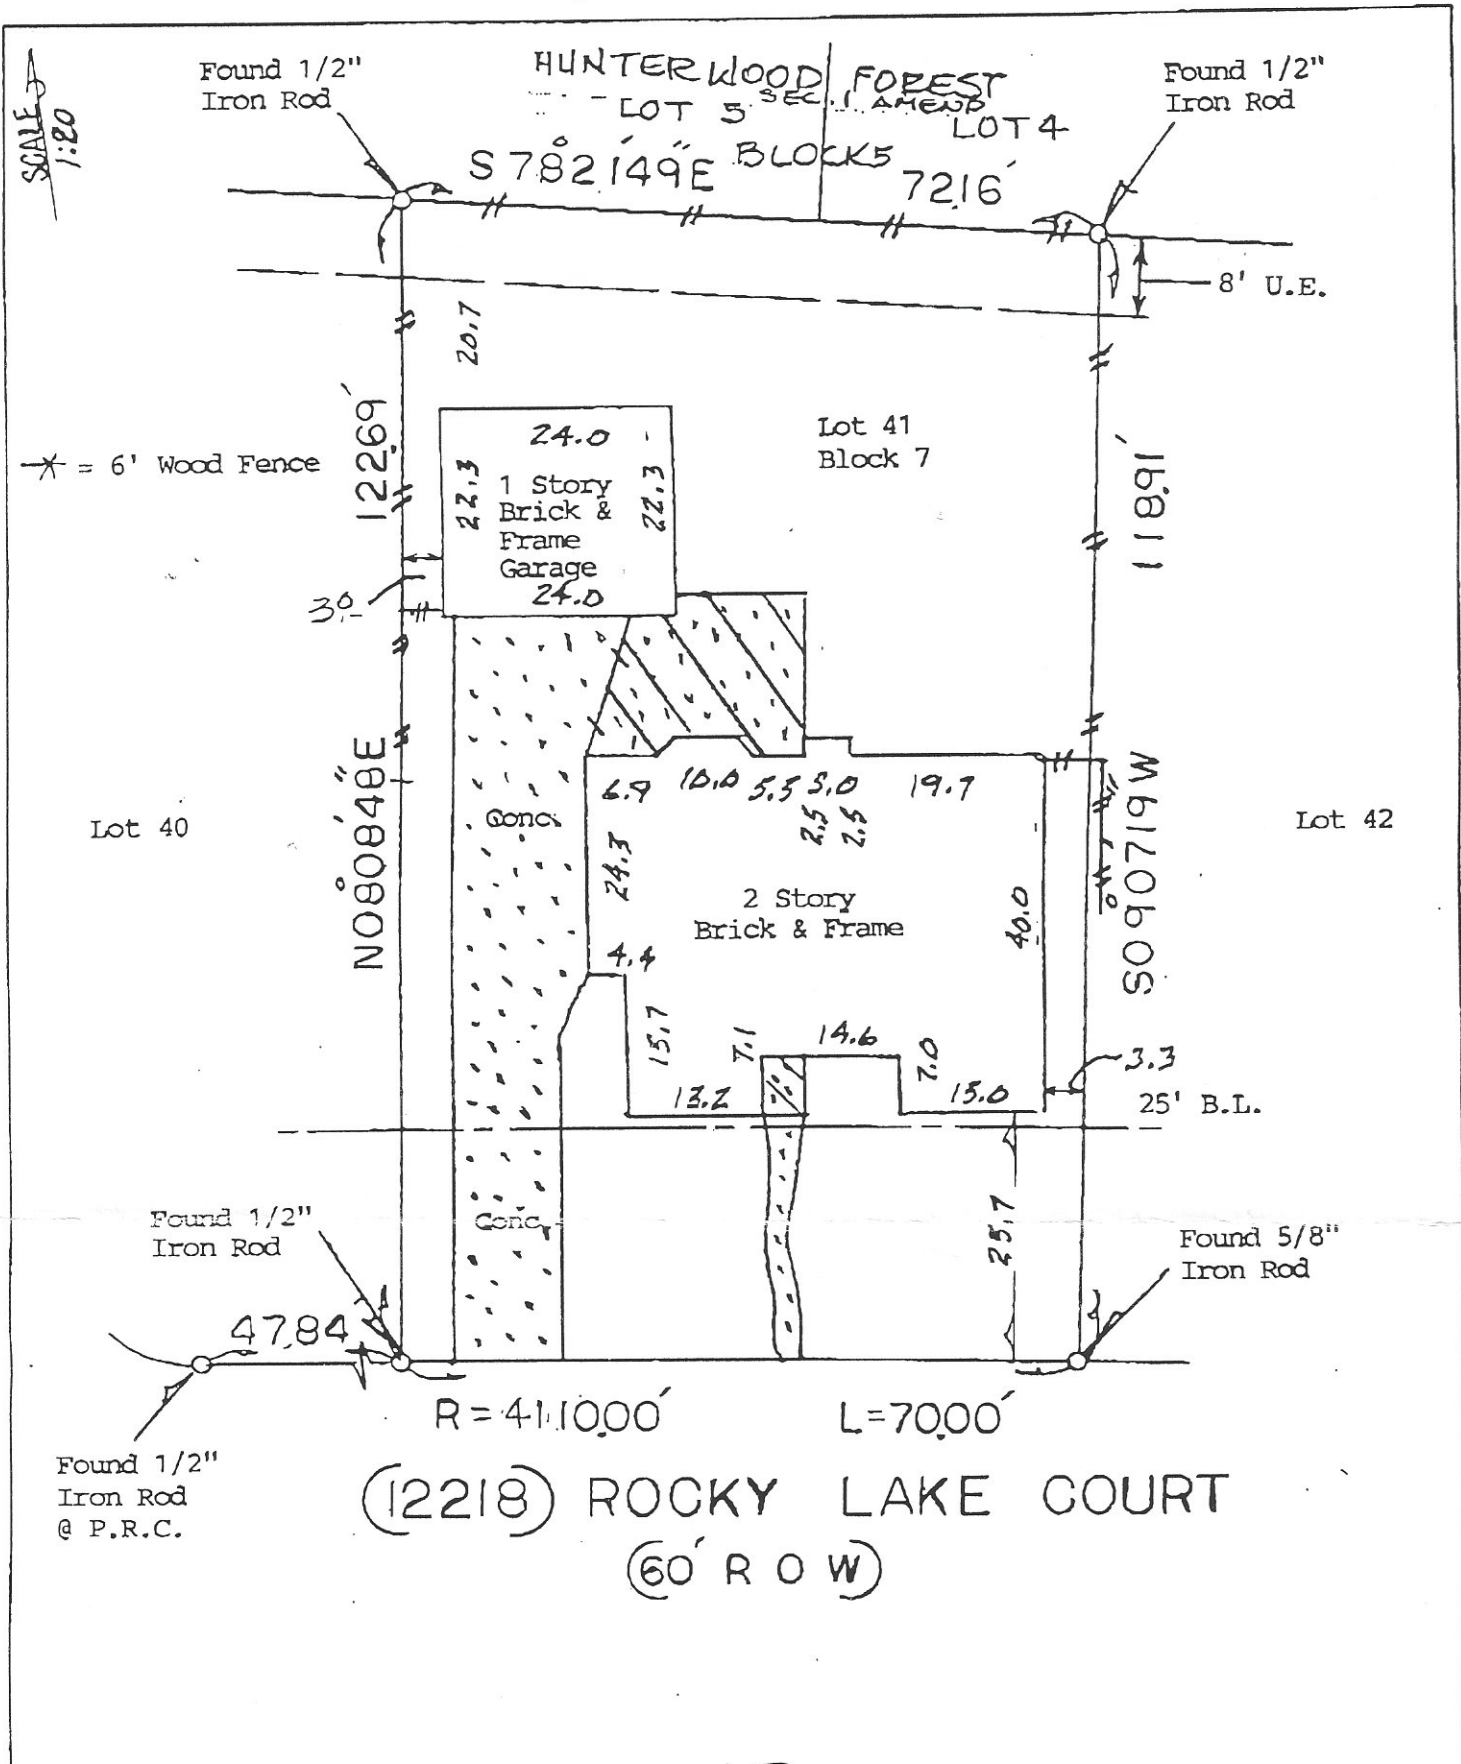 SCALE
1:20
Found 1/2"
Iron Rod
HUNTERWOOD FOREST
SEC. 1 AMEND
LOT 5
LOT 4
BLOCK 5
Found 1/2"
Iron Rod
S 78°21'49"E
72.16'
8' U.E.
20.7
122.69'
= 6' Wood Fence
24.0
22.3
1 Story
Brick &
Frame
Garage
22.3
24.0
Lot 41
Block 7
118.91'
N08°08'48"E
Lot 40
Conc.
6.9
10.0
5.5
5.0
19.7
2.5
2.5
24.3
2 Story
Brick & Frame
40.0
S09°07'19"W
Lot 42
4.4
15.7
7.1
14.6
7.0
13.2
15.0
3.3
25' B.L.
Found 1/2"
Iron Rod
Conc.
25.7
Found 5/8"
Iron Rod
47.84
R = 4110.00'
L = 70.00'
Found 1/2"
Iron Rod
@ P.R.C.
(12218) ROCKY LAKE COURT
(60' R O W)